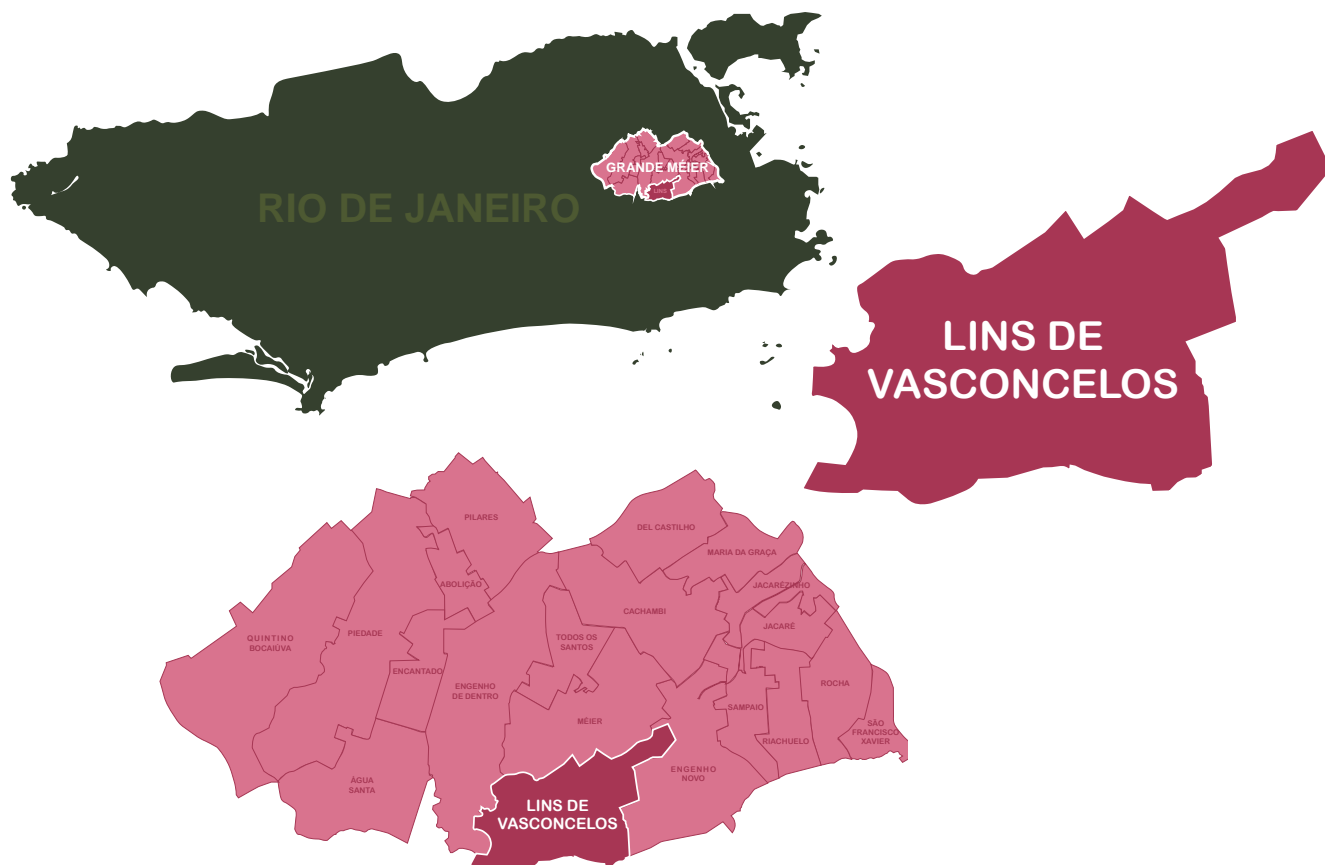 RIO DE JANEIRO
GRANDE MÉIER
LINS
LINS DE
VASCONCELOS
PILARES
DEL CASTILHO
MARIA DA GRAÇA
ABOLIÇÃO
JACARÉZINHO
CACHAMBI
JACARÉ
QUINTINO
BOCAIÚVA
PIEDADE
TODOS OS
SANTOS
ENCANTADO
ENGENHO
DE DENTRO
ROCHA
SAMPAIO
MÉIER
SÃO
FRANCISCO
XAVIER
RIACHUELO
ENGENHO
NOVO
ÁGUA
SANTA
LINS DE
VASCONCELOS